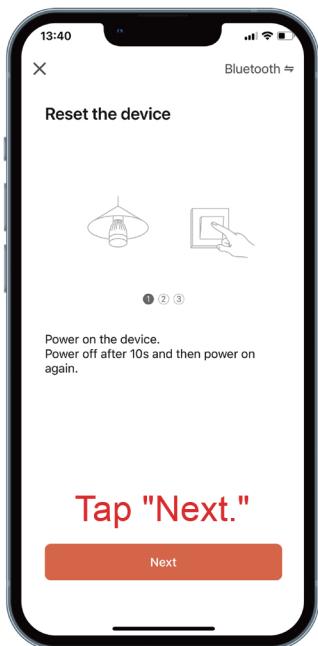 13:40
Bluetooth ⇋
Reset the device
1 2 3
Power on the device.
Power off after 10s and then power on
again.
Tap "Next."
Next